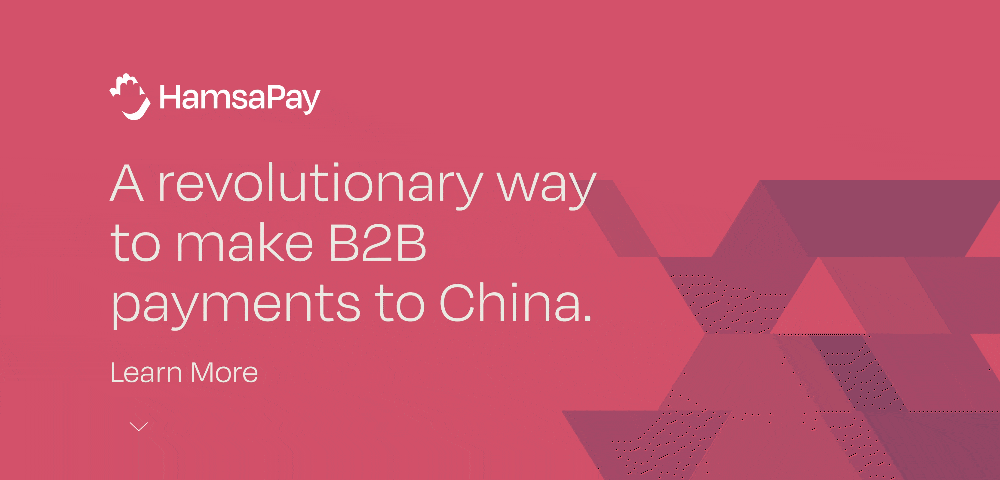 HamsaPay
A revolutionary way
to make B2B
payments to China.
Learn More